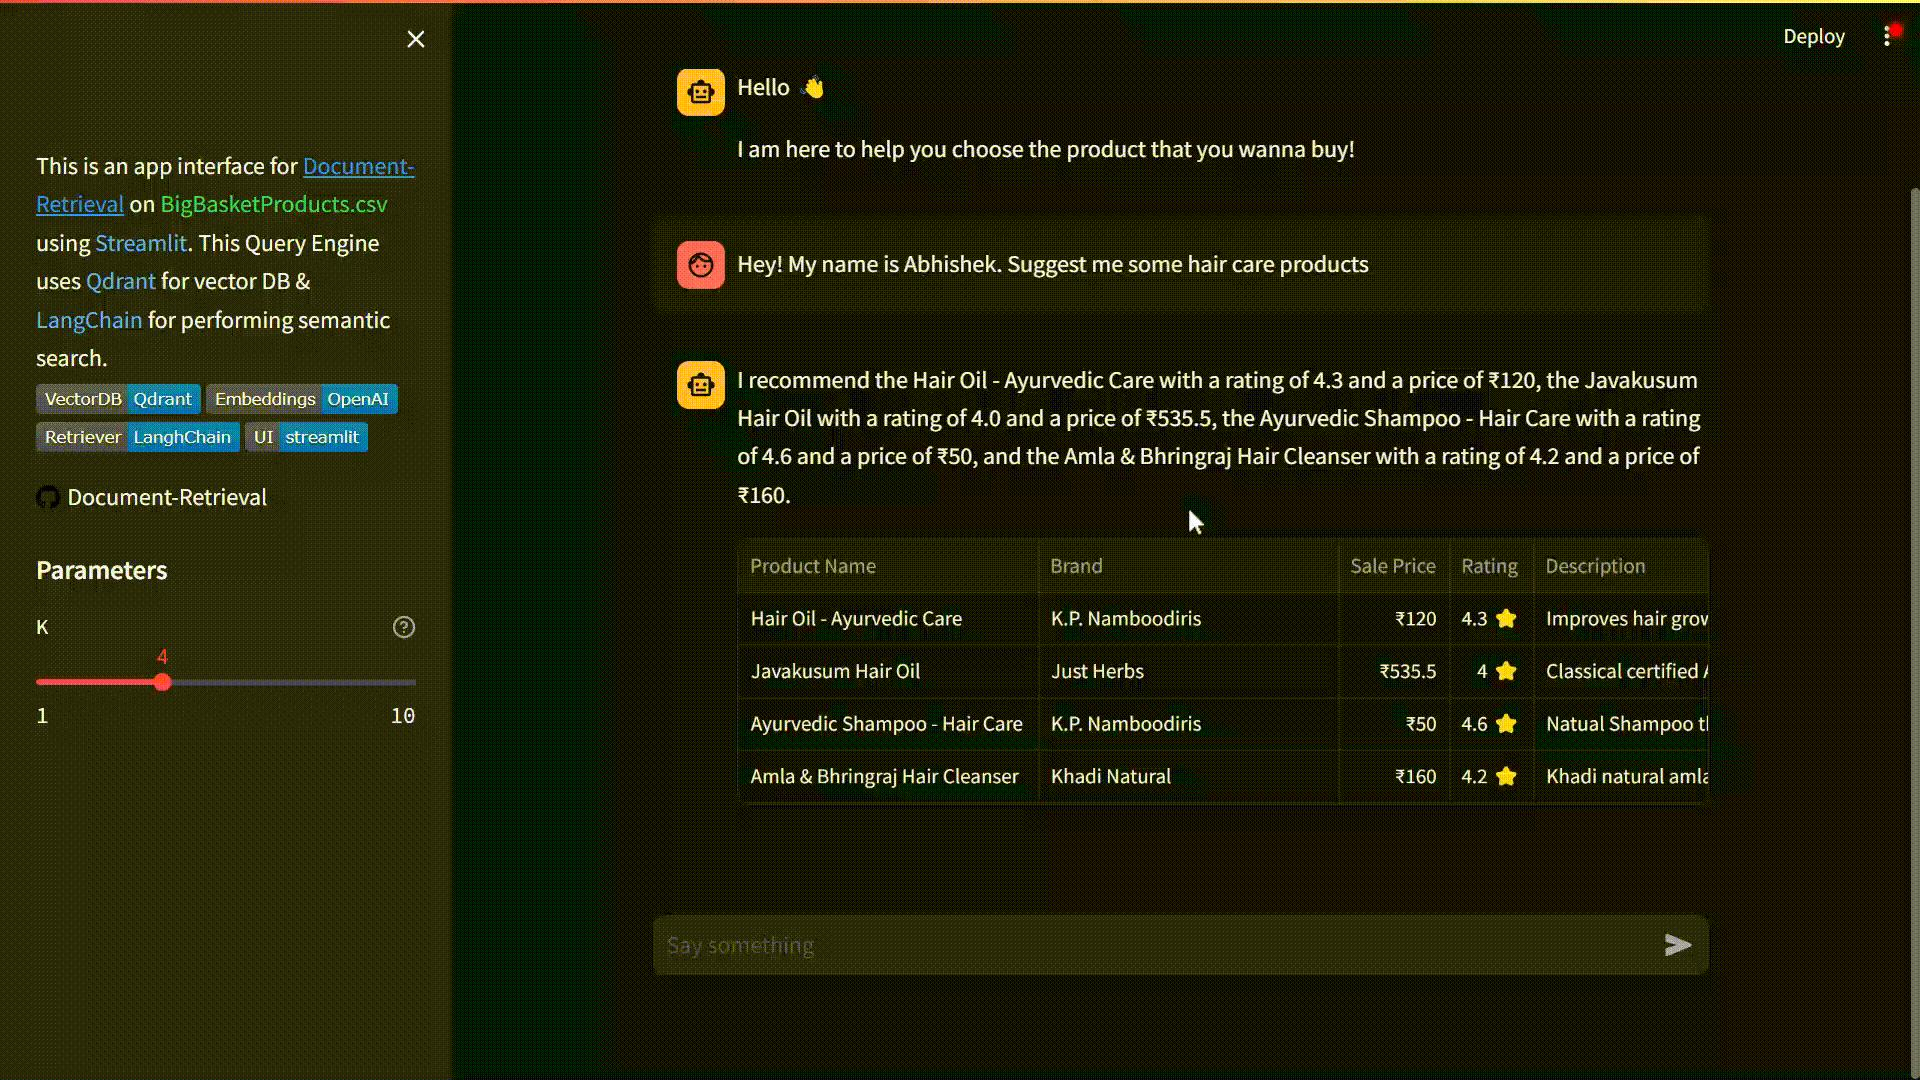 Deploy
This is an app interface for Document-
Retrieval on BigBasketProducts.csv
using Streamlit. This Query Engine
uses Qdrant for vector DB &
LangChain for performing semantic
search.
VectorDB Qdrant Embeddings OpenAI
Retriever LanghChain UI streamlit
Document-Retrieval
Parameters
K
4
1 10
Hello 👋
I am here to help you choose the product that you wanna buy!
Hey! My name is Abhishek. Suggest me some hair care products
I recommend the Hair Oil - Ayurvedic Care with a rating of 4.3 and a price of ₹120, the Javakusum
Hair Oil with a rating of 4.0 and a price of ₹535.5, the Ayurvedic Shampoo - Hair Care with a rating
of 4.6 and a price of ₹50, and the Amla & Bhringraj Hair Cleanser with a rating of 4.2 and a price of
₹160.
Product Name Brand Sale Price Rating Description
Hair Oil - Ayurvedic Care K.P. Namboodiris ₹120 4.3 ⭐ Improves hair grow
Javakusum Hair Oil Just Herbs ₹535.5 4 ⭐ Classical certified
Ayurvedic Shampoo - Hair Care K.P. Namboodiris ₹50 4.6 ⭐ Natual Shampoo
Amla & Bhringraj Hair Cleanser Khadi Natural ₹160 4.2 ⭐ Khadi natural amla
Say something